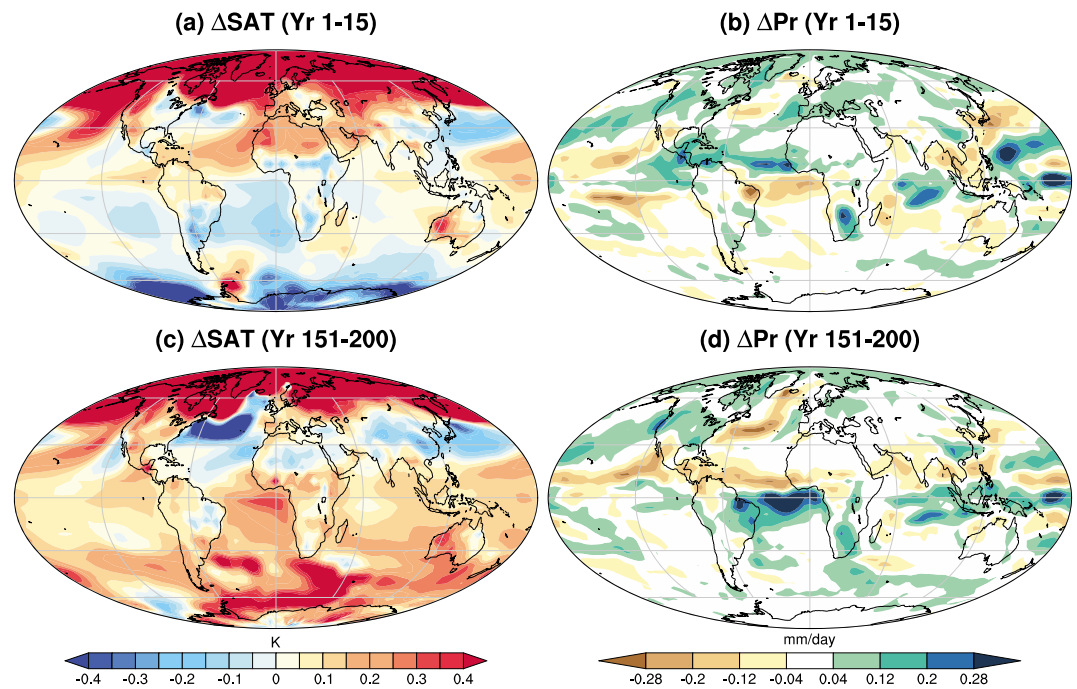 (a) ΔSAT (Yr 1-15)
(b) ΔPr (Yr 1-15)
(c) ΔSAT (Yr 151-200)
(d) ΔPr (Yr 151-200)
K
mm/day
-0.4 -0.3 -0.2 -0.1 0 0.1 0.2 0.3 0.4
-0.28 -0.2 -0.12 -0.04 0.04 0.12 0.2 0.28